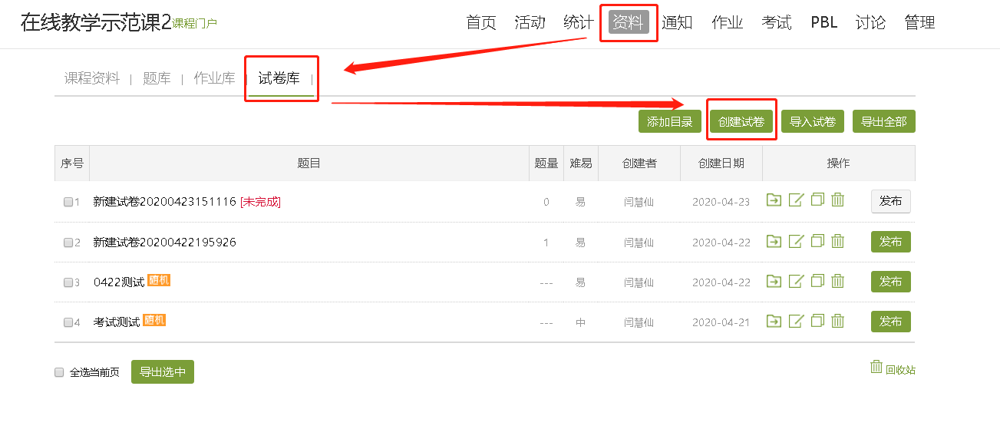 在线教学示范课2课程门户 首页 活动 统计 资料 通知 作业 考试 PBL 讨论 管理
课程资料 | 题库 | 作业库 | 试卷库 |
添加目录 创建试卷 导入试卷 导出全部
序号 题目 题量 难易 创建者 创建日期 操作
1 新建试卷20200423151116 [未完成] 0 易 闫慧仙 2020-04-23 发布
2 新建试卷20200422195926 1 易 闫慧仙 2020-04-22 发布
3 0422测试 随机 --- 易 闫慧仙 2020-04-22 发布
4 考试测试 随机 --- 中 闫慧仙 2020-04-21 发布
全选当前页 导出选中 回收站